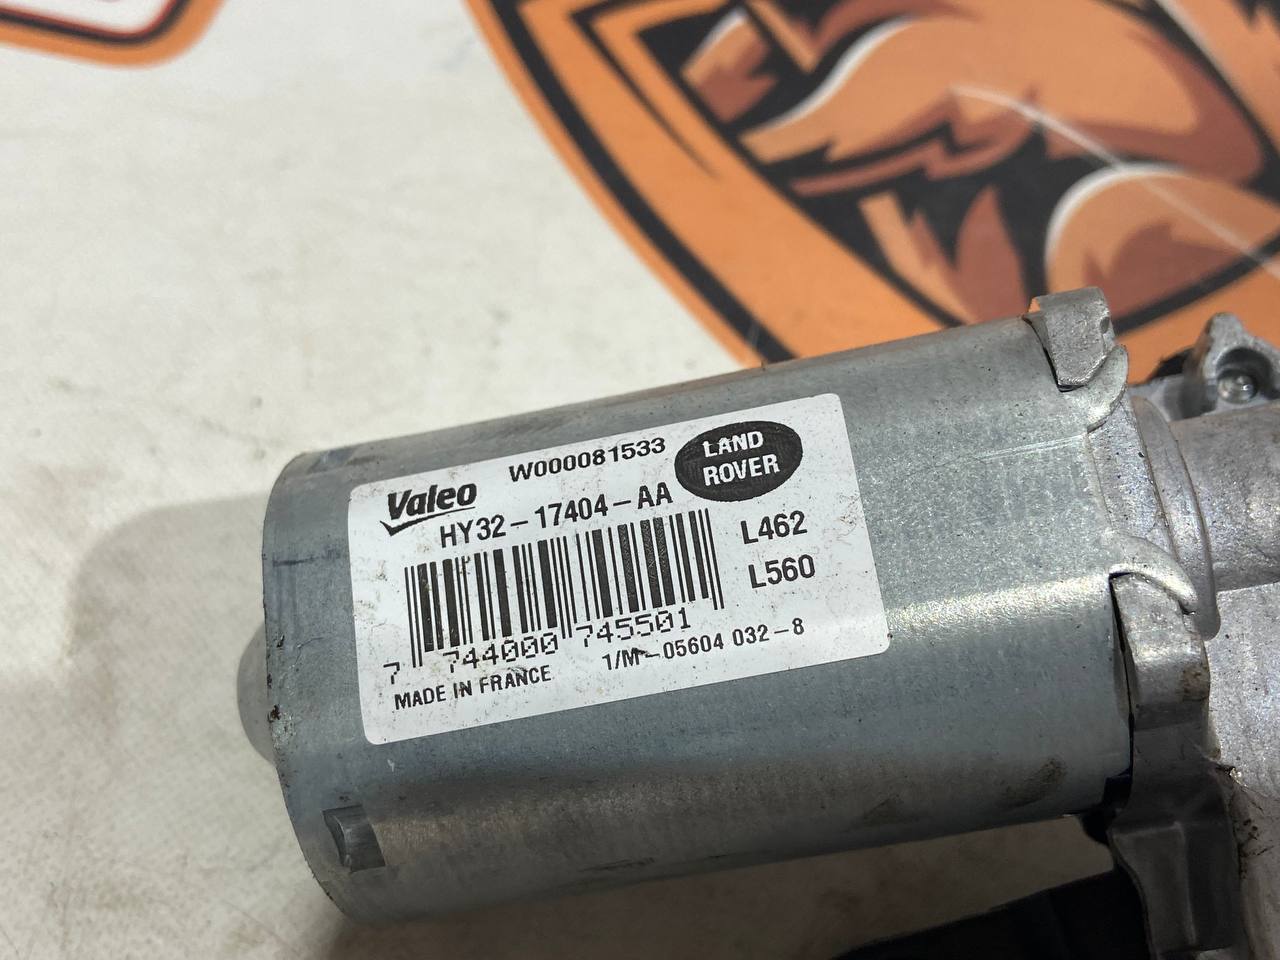 Valeo W000081533 LAND ROVER
HY32-17404-AA
L462
L560
7 744000 745501
1/M-05604 032-8
MADE IN FRANCE